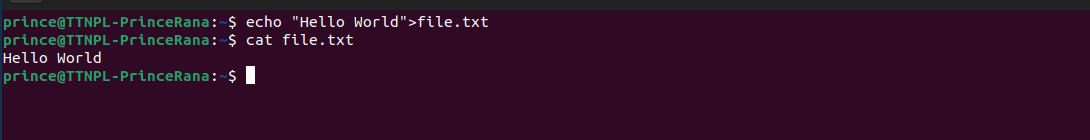 prince@TTNPL-PrinceRana:~$ echo "Hello World">file.txt
prince@TTNPL-PrinceRana:~$ cat file.txt
Hello World
prince@TTNPL-PrinceRana:~$